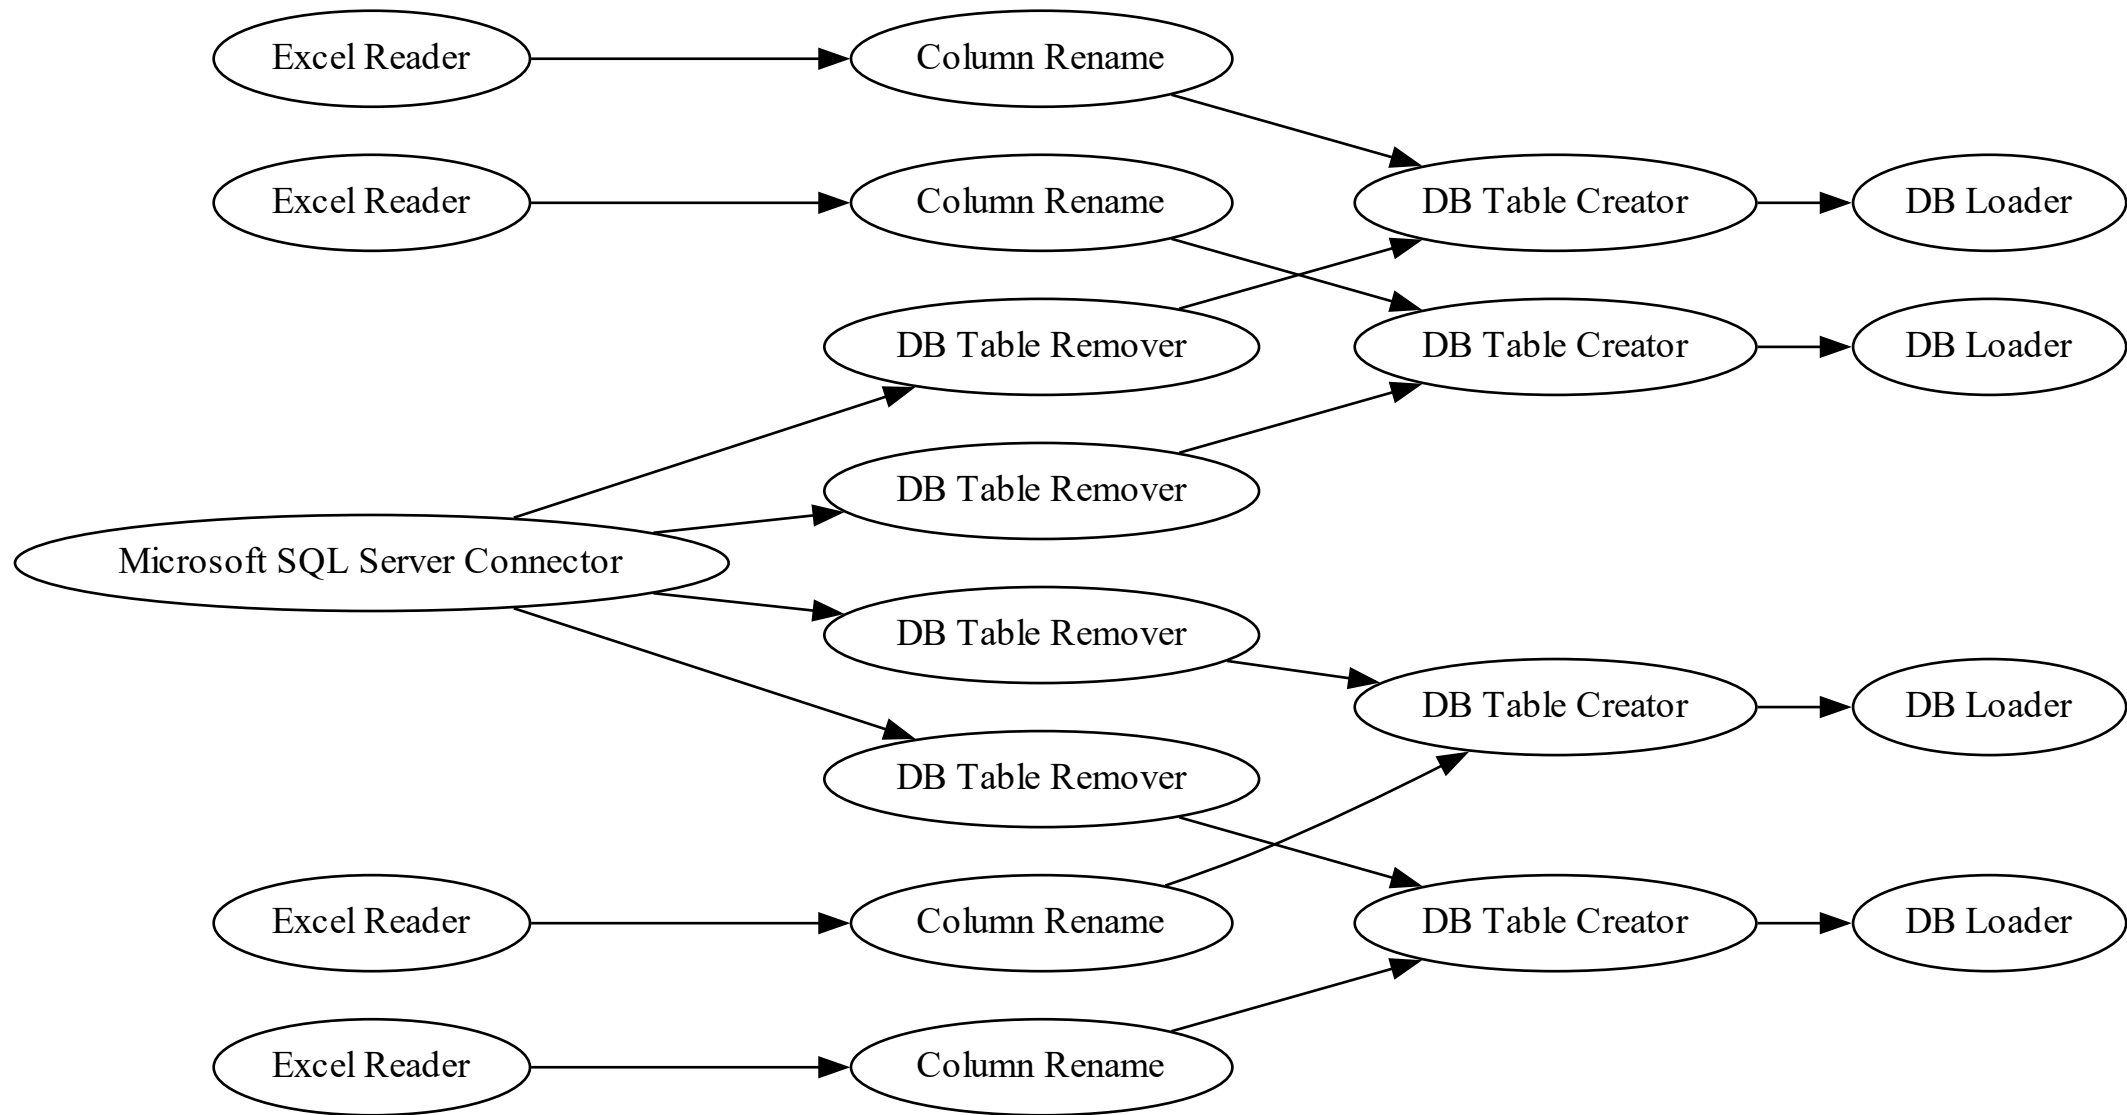 Excel Reader
Column Rename
Excel Reader
Column Rename
DB Table Creator
DB Loader
DB Table Remover
DB Table Creator
DB Loader
DB Table Remover
Microsoft SQL Server Connector
DB Table Remover
DB Table Creator
DB Loader
DB Table Remover
Excel Reader
Column Rename
DB Table Creator
DB Loader
Excel Reader
Column Rename